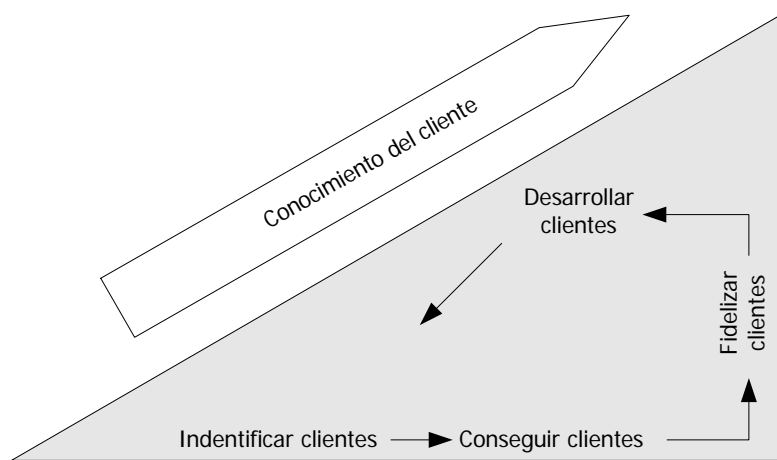 Conocimiento del cliente
Desarrollar
clientes
Fidelizar
clientes
Indentificar clientes
Conseguir clientes